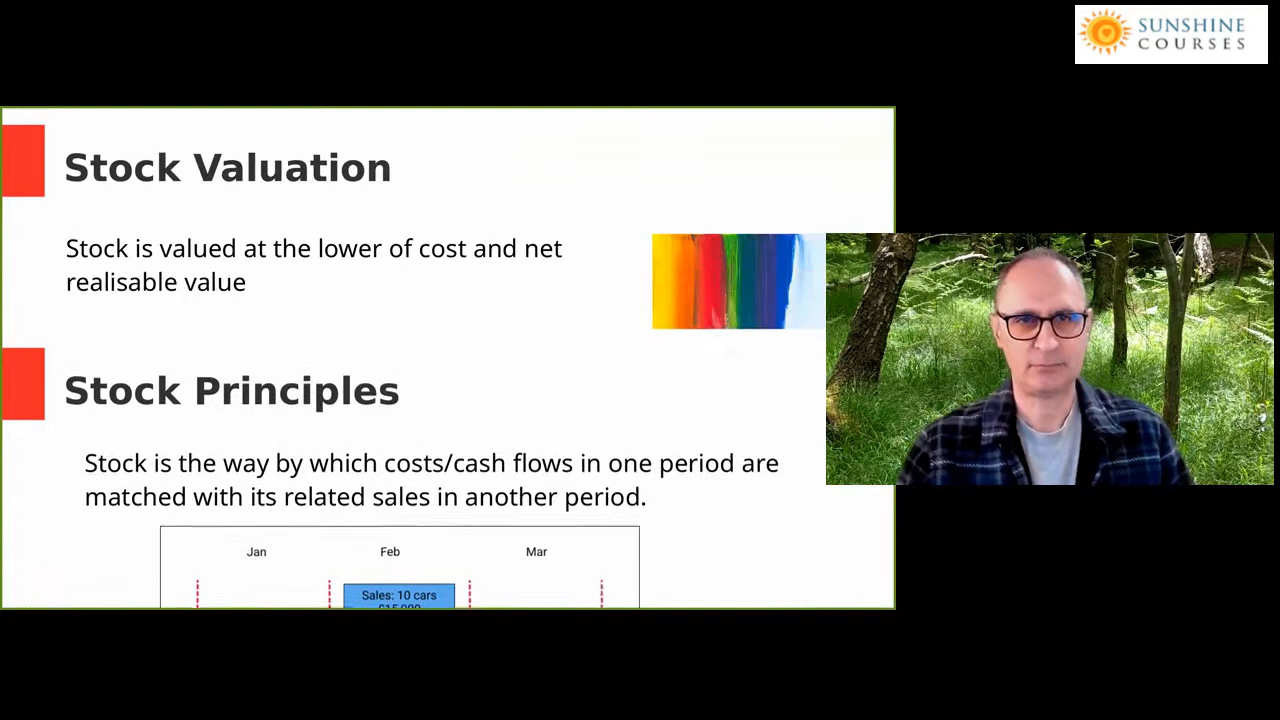 SUNSHINE
COURSES
Stock Valuation
Stock is valued at the lower of cost and net
realisable value
Stock Principles
Stock is the way by which costs/cash flows in one period are
matched with its related sales in another period.
Jan Feb Mar
Sales: 10 cars